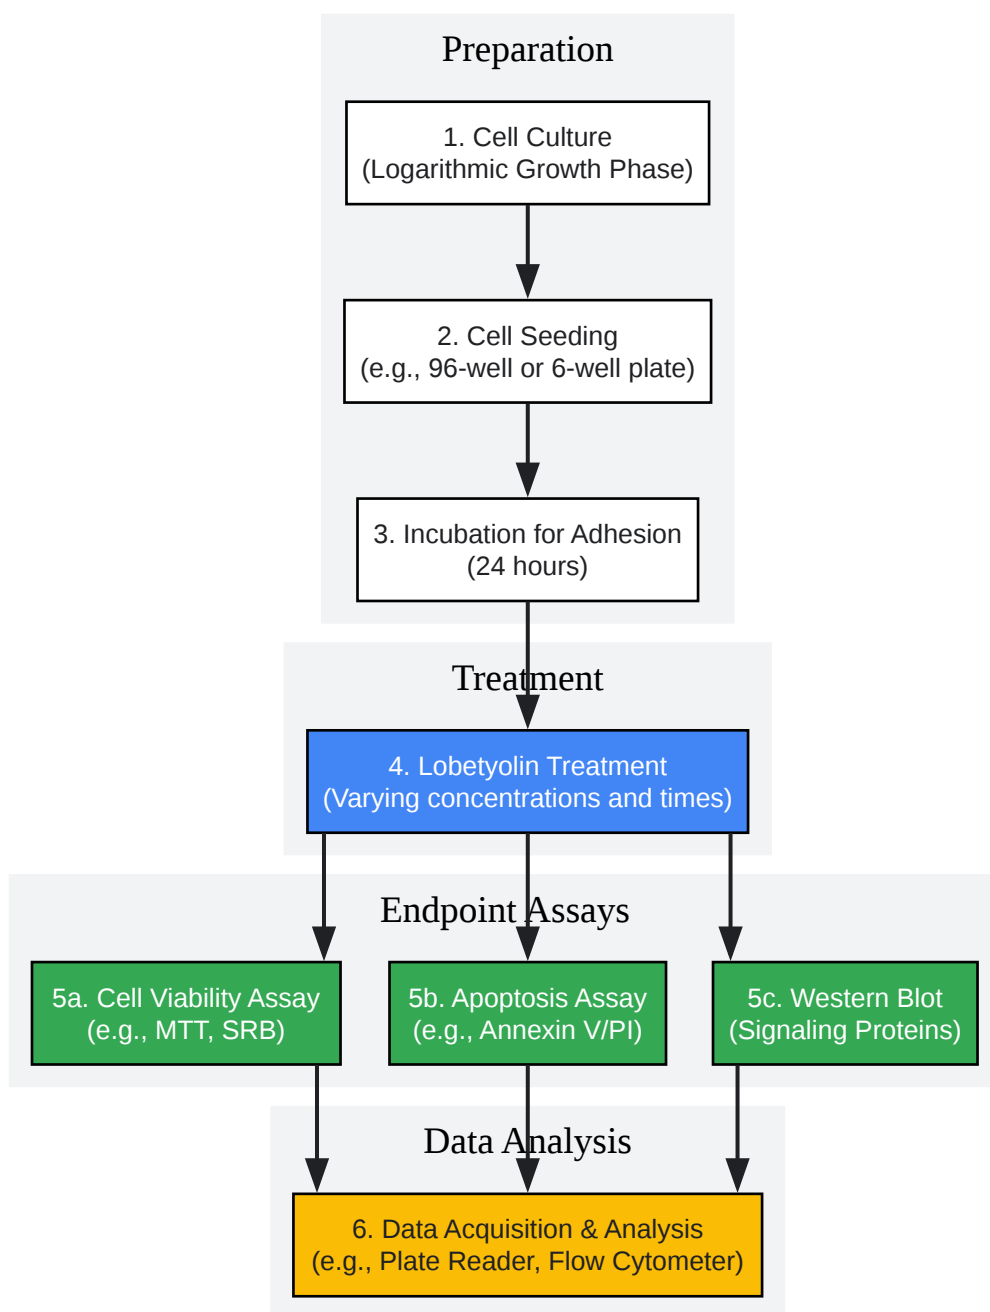 Preparation
1. Cell Culture
(Logarithmic Growth Phase)
2. Cell Seeding
(e.g., 96-well or 6-well plate)
3. Incubation for Adhesion
(24 hours)
Treatment
4. Lobetyolin Treatment
(Varying concentrations and times)
Endpoint Assays
5a. Cell Viability Assay
(e.g., MTT, SRB)
5b. Apoptosis Assay
(e.g., Annexin V/PI)
5c. Western Blot
(Signaling Proteins)
Data Analysis
6. Data Acquisition & Analysis
(e.g., Plate Reader, Flow Cytometer)